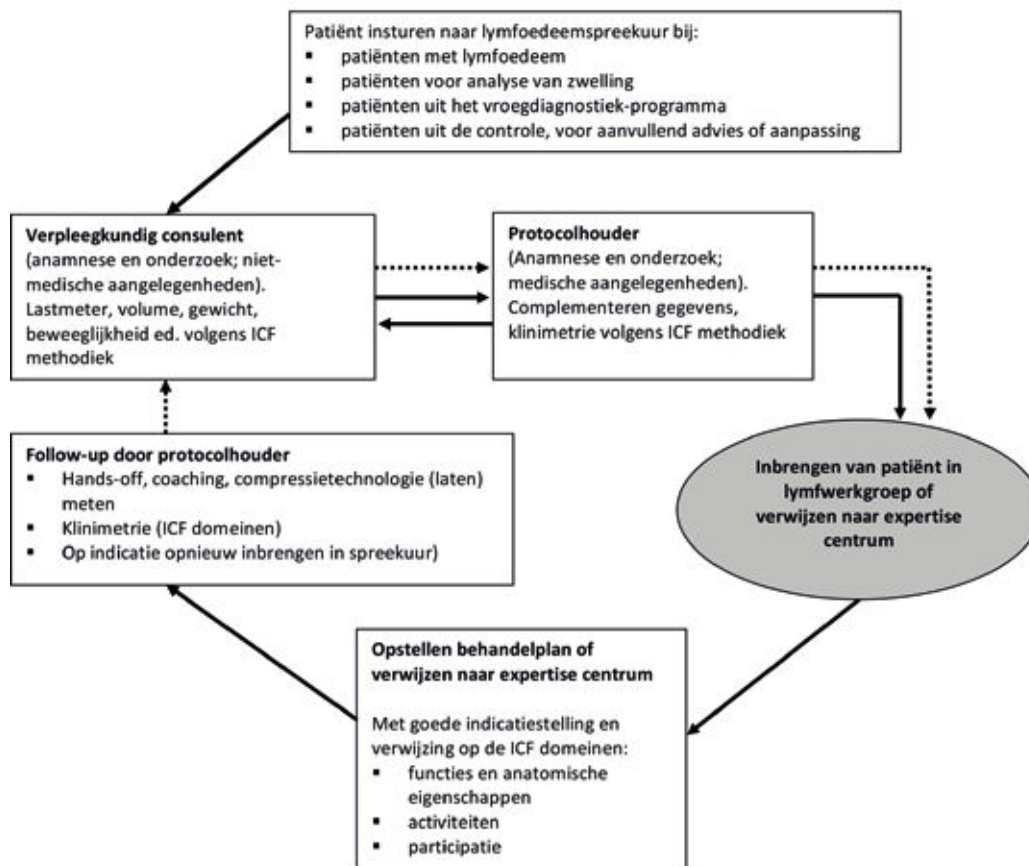 Patiënt insturen naar lymfoedeemspreekuur bij:
▪ patiënten met lymfoedeem
▪ patiënten voor analyse van zwelling
▪ patiënten uit het vroegdiagnostiek-programma
▪ patiënten uit de controle, voor aanvullend advies of aanpassing
Verpleegkundig consulent
(anamnese en onderzoek; niet-
medische aangelegenheden).
Lastmeter, volume, gewicht,
beweeglijkheid ed. volgens ICF
methodiek
Protocolhouder
(Anamnese en onderzoek;
medische aangelegenheden).
Complementeren gegevens,
klinimetrie volgens ICF methodiek
Inbrengen van patiënt in
lymfwerkgroep of
verwijzen naar expertise
centrum
Follow-up door protocolhouder
▪ Hands-off, coaching, compressietechnologie (laten)
meten
▪ Klinimetrie (ICF domeinen)
▪ Op indicatie opnieuw inbrengen in spreekuur)
Opstellen behandelplan of
verwijzen naar expertise centrum
Met goede indicatiestelling en
verwijzing op de ICF domeinen:
▪ functies en anatomische
eigenschappen
▪ activiteiten
▪ participatie